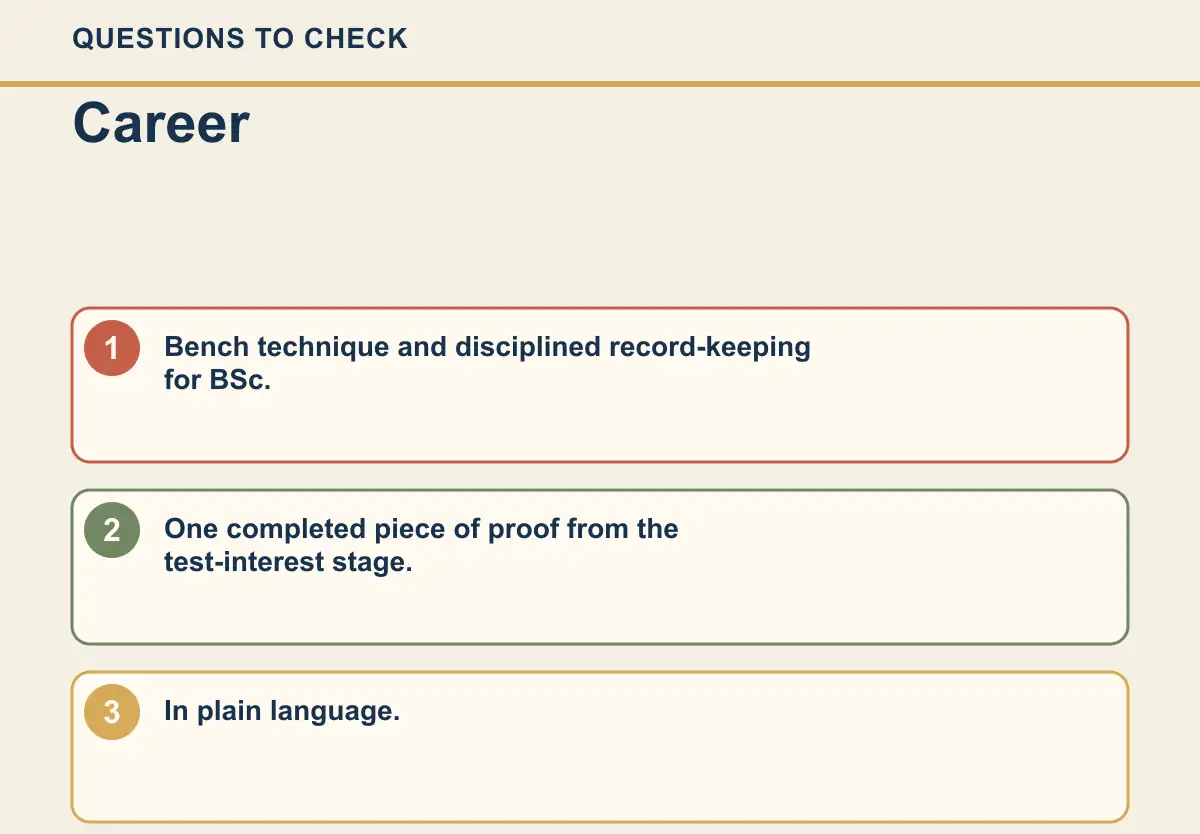 QUESTIONS TO CHECK
Career
1
Bench technique and disciplined record-keeping
for BSc.
2
One completed piece of proof from the
test-interest stage.
3
In plain language.